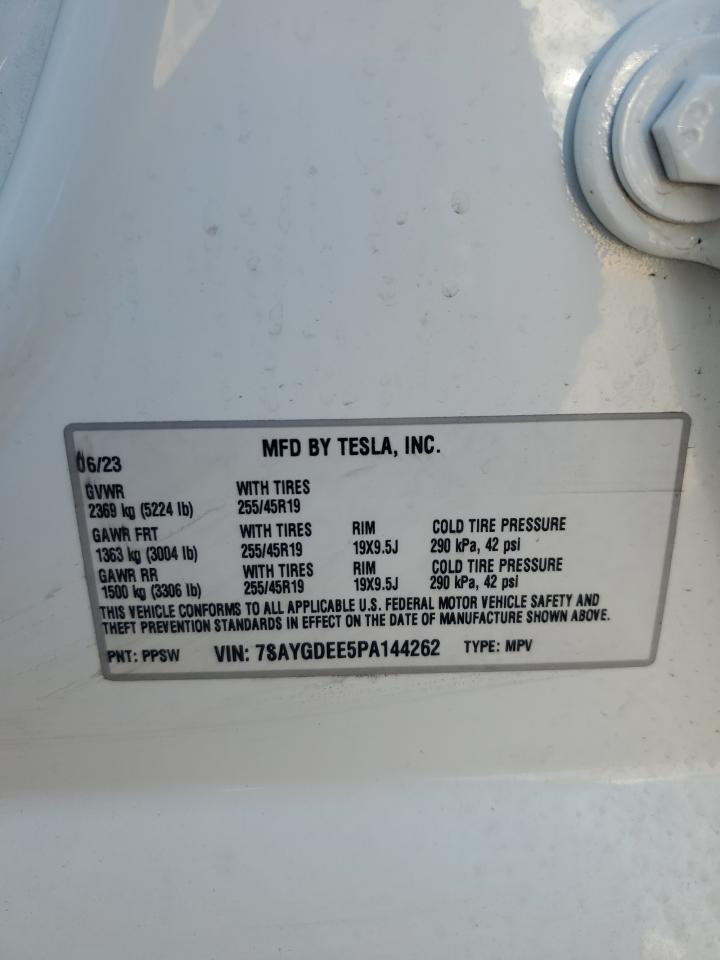 MFD BY TESLA, INC.
06/23
GVWR WITH TIRES
2369 kg (5224 lb) 255/45R19
GAWR FRT WITH TIRES RIM COLD TIRE PRESSURE
1363 kg (3004 lb) 255/45R19 19X9.5J 290 kPa, 42 psi
GAWR RR WITH TIRES RIM COLD TIRE PRESSURE
1500 kg (3306 lb) 255/45R19 19X9.5J 290 kPa, 42 psi
THIS VEHICLE CONFORMS TO ALL APPLICABLE U.S. FEDERAL MOTOR VEHICLE SAFETY AND
THEFT PREVENTION STANDARDS IN EFFECT ON THE DATE OF MANUFACTURE SHOWN ABOVE.
PNT: PPSW VIN: 7SAYGDEE5PA144262 TYPE: MPV